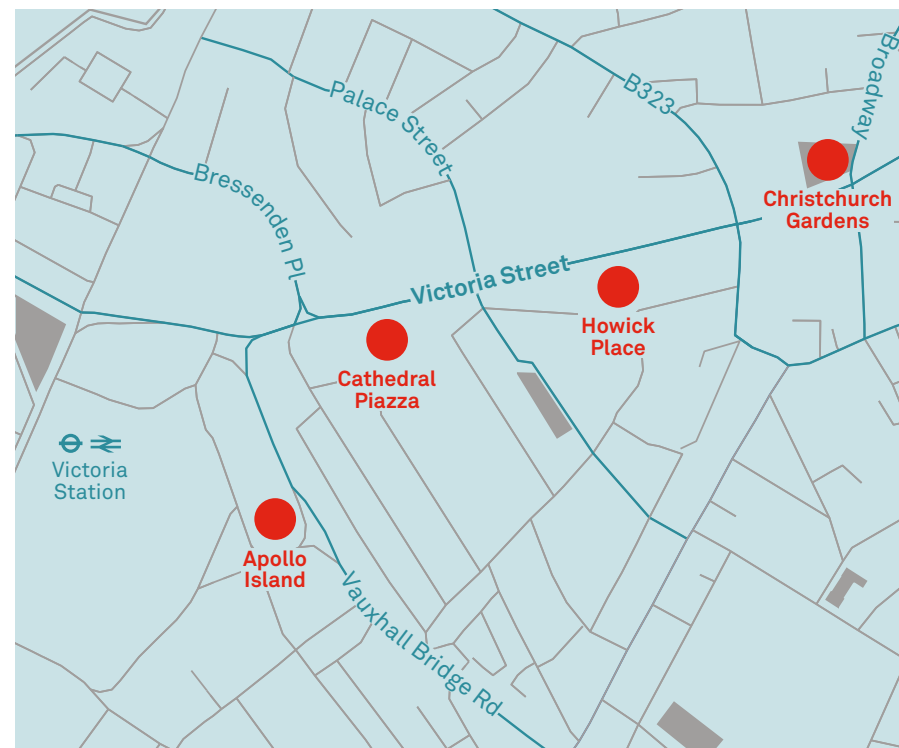 Broadway
B323
Palace Street
Bressenden Pl
Christchurch
Gardens
Victoria Street
Howick
Place
Cathedral
Piazza
Victoria
Station
Apollo
Island
Vauxhall Bridge Rd